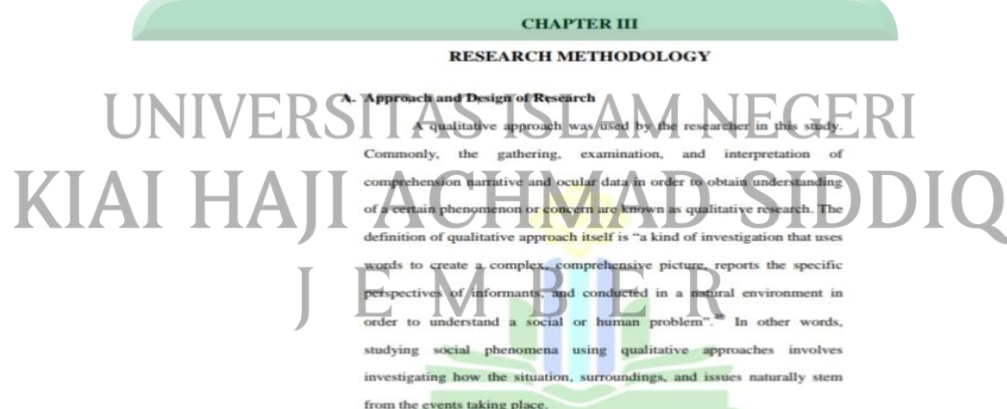 CHAPTER III
RESEARCH METHODOLOGY
A. Approach and Design of Research
UNIVERSITAS ISLAM NEGERI
A qualitative approach was used by the researcher in this study.
Commonly, the gathering, examination, and interpretation of
KIAI HAJI ACHMAD SIDDIQ
comprehension narrative and ocular data in order to obtain understanding
of a certain phenomenon or concern are known as qualitative research. The
definition of qualitative approach itself is “a kind of investigation that uses
words to create a complex, comprehensive picture, reports the specific
JEMBER
perspectives of informants, and conducted in a natural environment in
order to understand a social or human problem”. In other words,
studying social phenomena using qualitative approaches involves
investigating how the situation, surroundings, and issues naturally stem
from the events taking place.